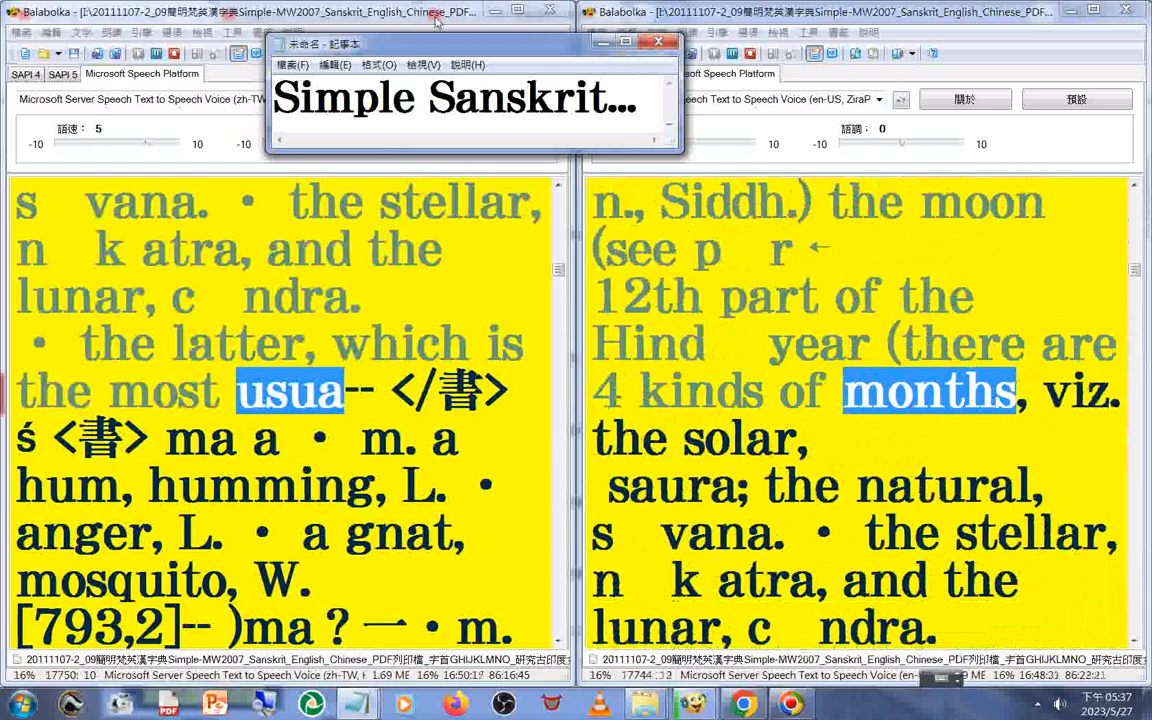 Balabolka - [I:\20111107-2_09簡明梵英漢字典Simple-MW2007_Sanskrit_English_Chinese_PDF...
Balabolka - [I:\20111107-2_09簡明梵英漢字典Simple-MW2007_Sanskrit_English_Chinese_PDF...
未命名 - 記事本
檔案(F) 編輯(E) 格式(O) 檢視(V) 說明(H)
Simple Sanskrit...
SAPI 4 SAPI 5 Microsoft Speech Platform
Speech Platform
Microsoft Server Speech Text to Speech Voice (zh-TW
eech Text to Speech Voice (en-US, ZiraP
關於 預設
語速： 5
-10 10 -10
語調： 0
10 -10 10
s vana. • the stellar,
n k atra, and the
lunar, c ndra.
• the latter, which is
the most usua-- </書>
ś <書> ma a • m. a
hum, humming, L. •
anger, L. • a gnat,
mosquito, W.
[793,2]-- )ma ? 一 • m.
n., Siddh.) the moon
(see p r ←
12th part of the
Hind year (there are
4 kinds of months, viz.
the solar,
saura; the natural,
s vana. • the stellar,
n k atra, and the
lunar, c ndra.
20111107-2_09簡明梵英漢字典Simple-MW2007_Sanskrit_English_Chinese_PDF列印檔_字首GHIJKLMNO_研究古印度
20111107-2_09簡明梵英漢字典Simple-MW2007_Sanskrit_English_Chinese_PDF列印檔_字首GHIJKLMNO_研究古印度
16% 17750: 10 Microsoft Server Speech Text to Speech Voice (zh-TW, 1.69 ME 16% 16:50:17 86:16:45
16% 17744 Microsoft Server Speech Text to Speech Voice (en-US 16% 16:48:31 86:22:21
下午 05:37
2023/5/27